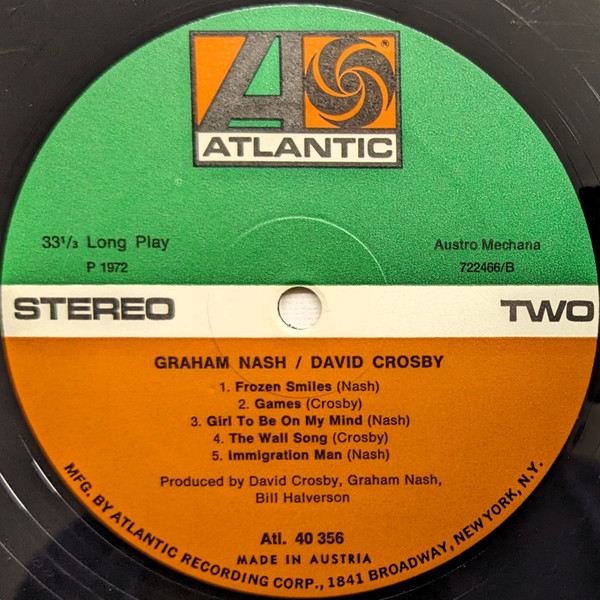 ATLANTIC
33⅓ Long Play
P 1972
Austro Mechana
722466/B
STEREO
TWO
GRAHAM NASH / DAVID CROSBY
1. Frozen Smiles (Nash)
2. Games (Crosby)
3. Girl To Be On My Mind (Nash)
4. The Wall Song (Crosby)
5. Immigration Man (Nash)
Produced by David Crosby, Graham Nash,
Bill Halverson
Atl. 40 356
MADE IN AUSTRIA
MFG. BY ATLANTIC RECORDING CORP., 1841 BROADWAY, NEW YORK, N.Y.